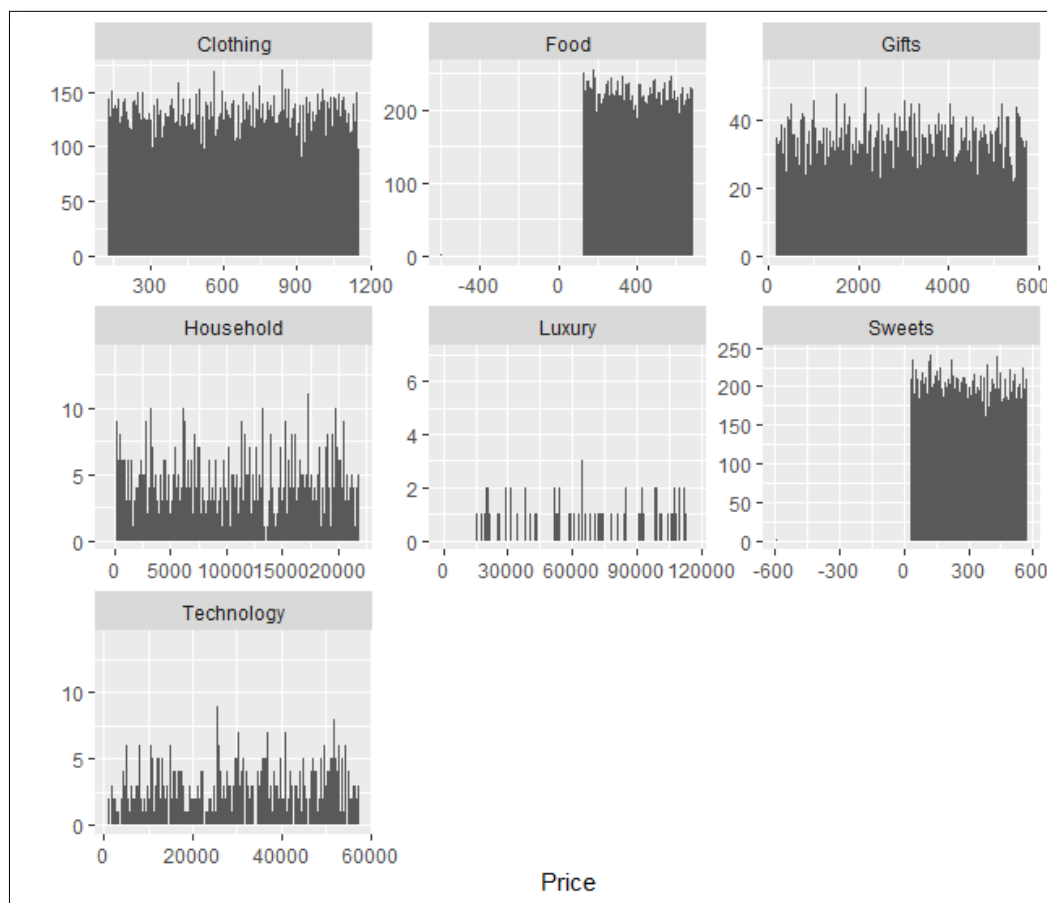 Clothing Food Gifts
150
100
50
0
200
100
0
40
20
0
300 600 900 1200
-400 0 400
0 2000 4000 600
Household Luxury Sweets
10
5
0
6
4
2
0
250
200
150
100
50
0
0 5000 10000 15000 20000
0 30000 60000 90000 120000
-600 -300 0 300 600
Technology
10
5
0
0 20000 40000 60000
Price